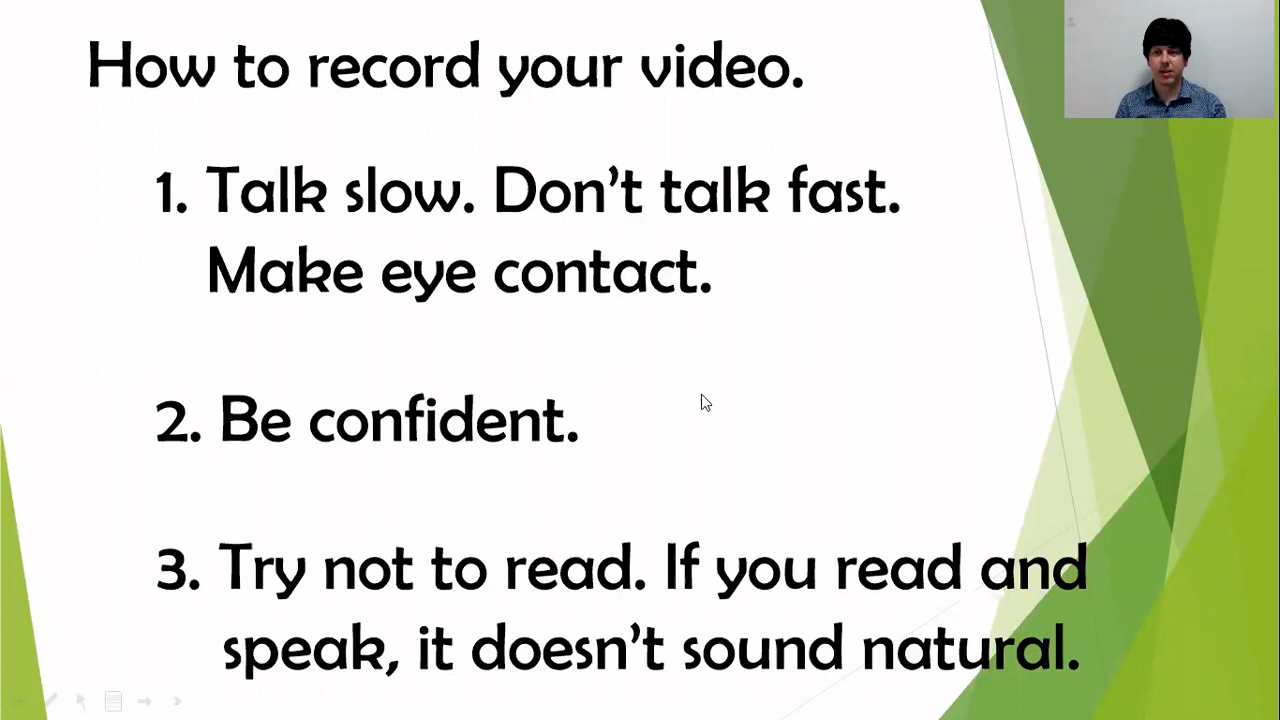 How to record your video.
1. Talk slow. Don't talk fast.
Make eye contact.
2. Be confident.
3. Try not to read. If you read and
speak, it doesn't sound natural.